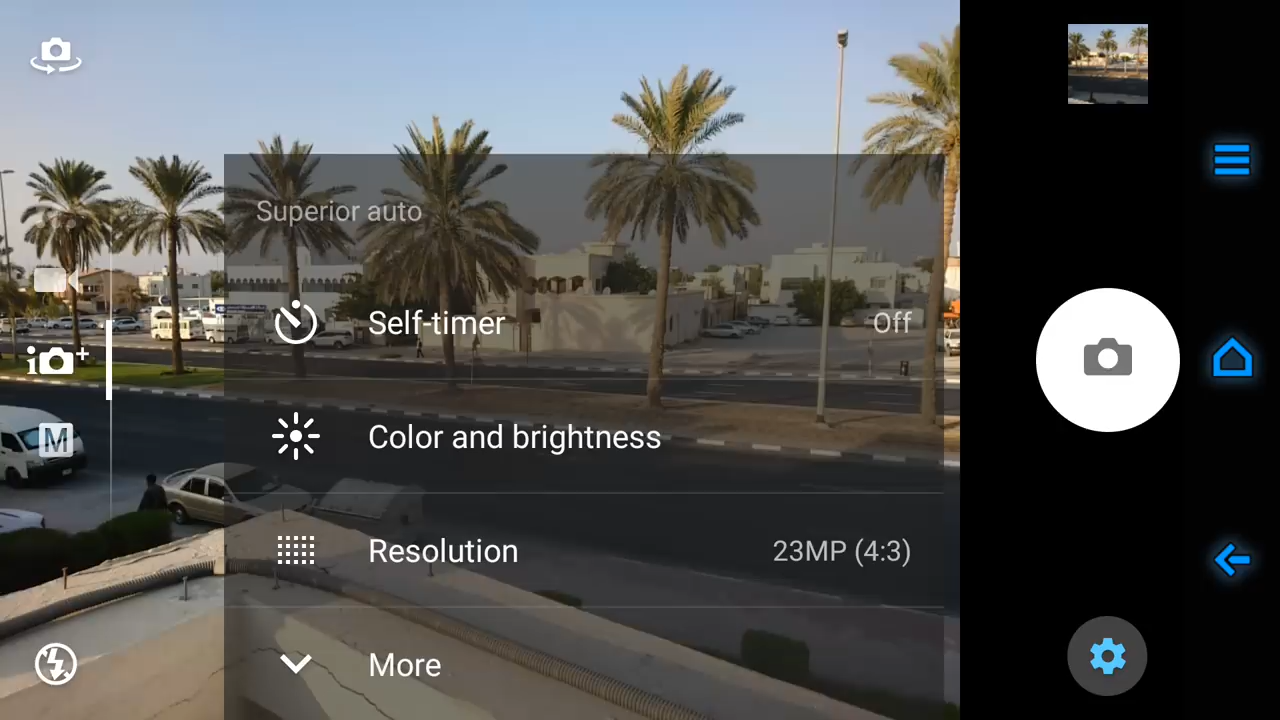 Superior auto
Self-timer Off
Color and brightness
Resolution 23MP (4:3)
More
i +
M